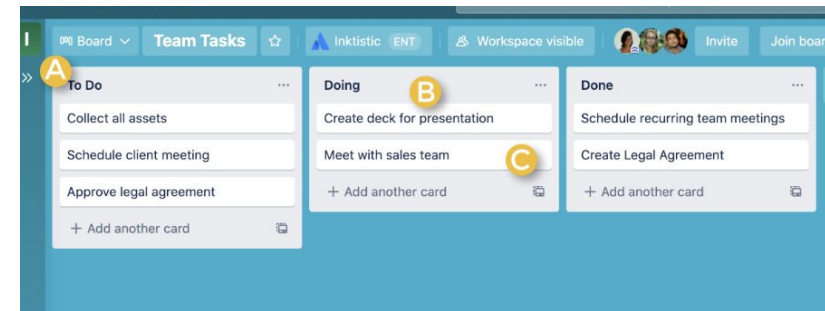 I
Board
Team Tasks
Inktistic ENT
Workspace visible
Invite
Join boar
A
To Do
Collect all assets
Schedule client meeting
Approve legal agreement
+ Add another card
B
Doing
Create deck for presentation
Meet with sales team
C
+ Add another card
Done
Schedule recurring team meetings
Create Legal Agreement
+ Add another card